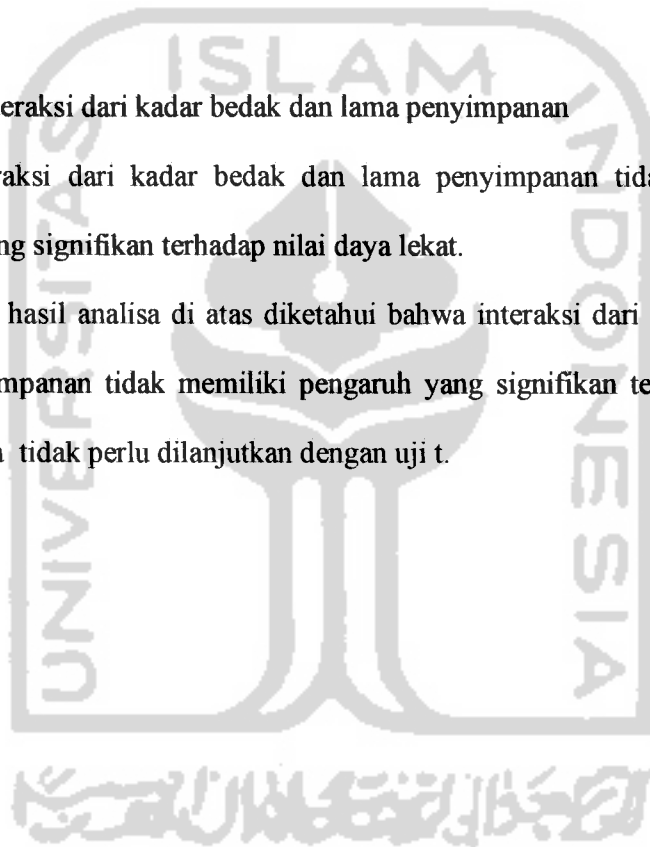 ISLAM
UNIVERSITAS
INDONESIA
eraksi dari kadar bedak dan lama penyimpanan
raksi dari kadar bedak dan lama penyimpanan tida
ng signifikan terhadap nilai daya lekat.
hasil analisa di atas diketahui bahwa interaksi dari
mpanan tidak memiliki pengaruh yang signifikan te
tidak perlu dilanjutkan dengan uji t.